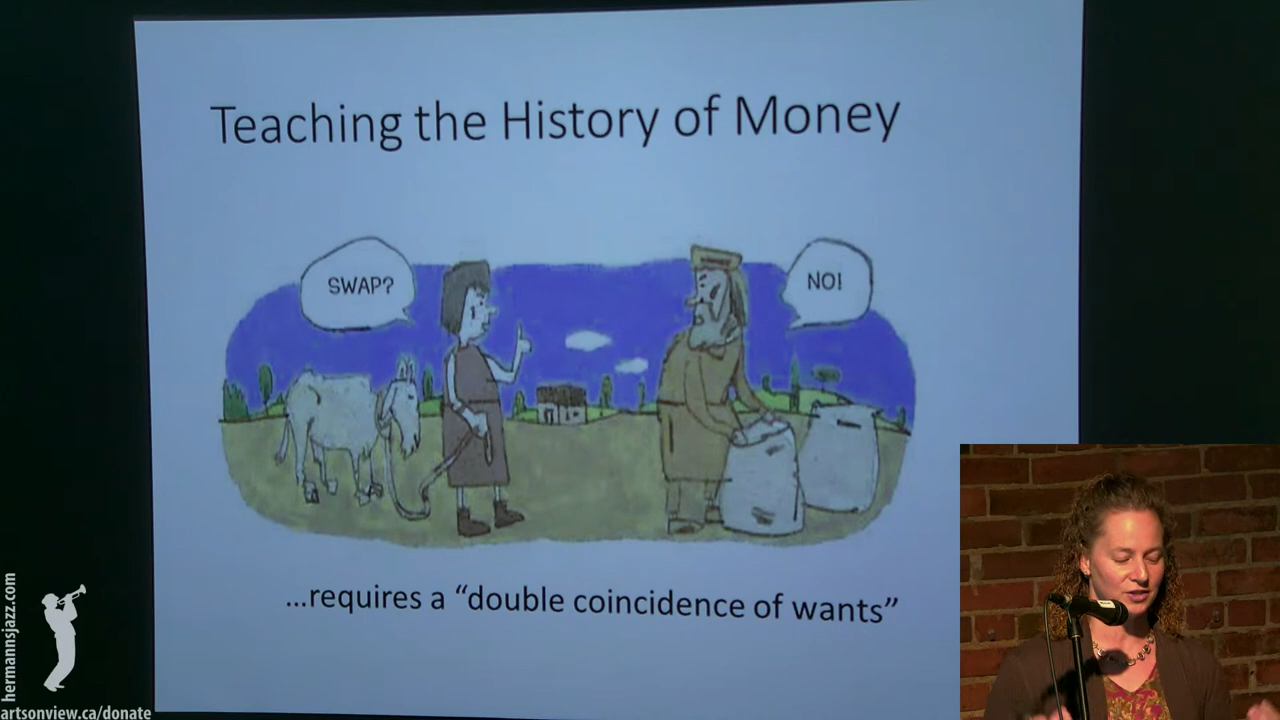 Teaching the History of Money
SWAP?
NO!
...requires a “double coincidence of wants”
hermannsjazz.com
artsonview.ca/donate